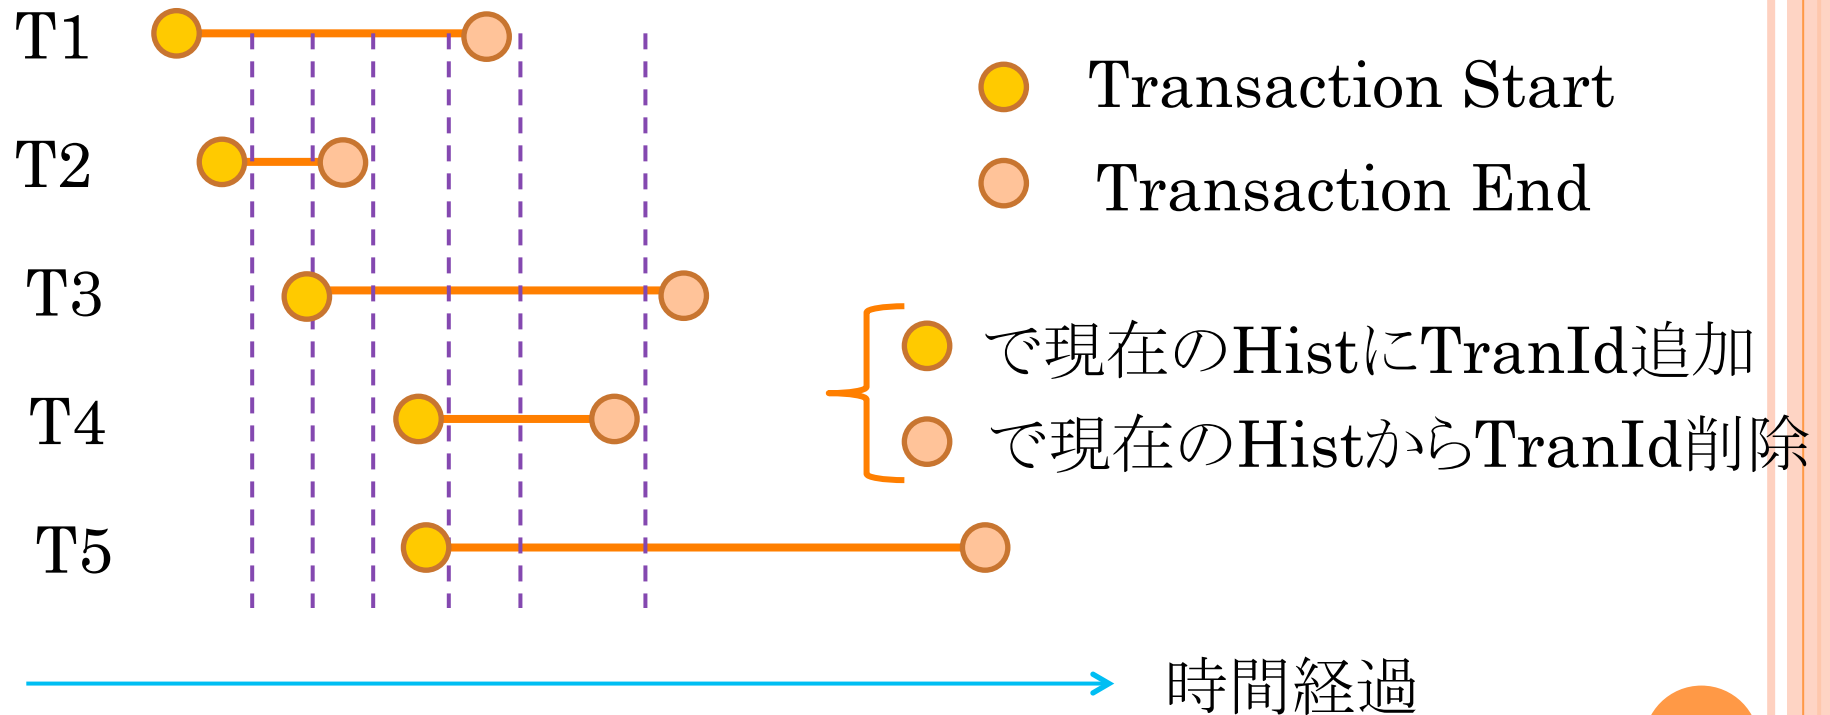 T1
Transaction Start
T2
Transaction End
T3
で現在のHistにTranId追加
T4
で現在のHistからTranId削除
T5
時間経過